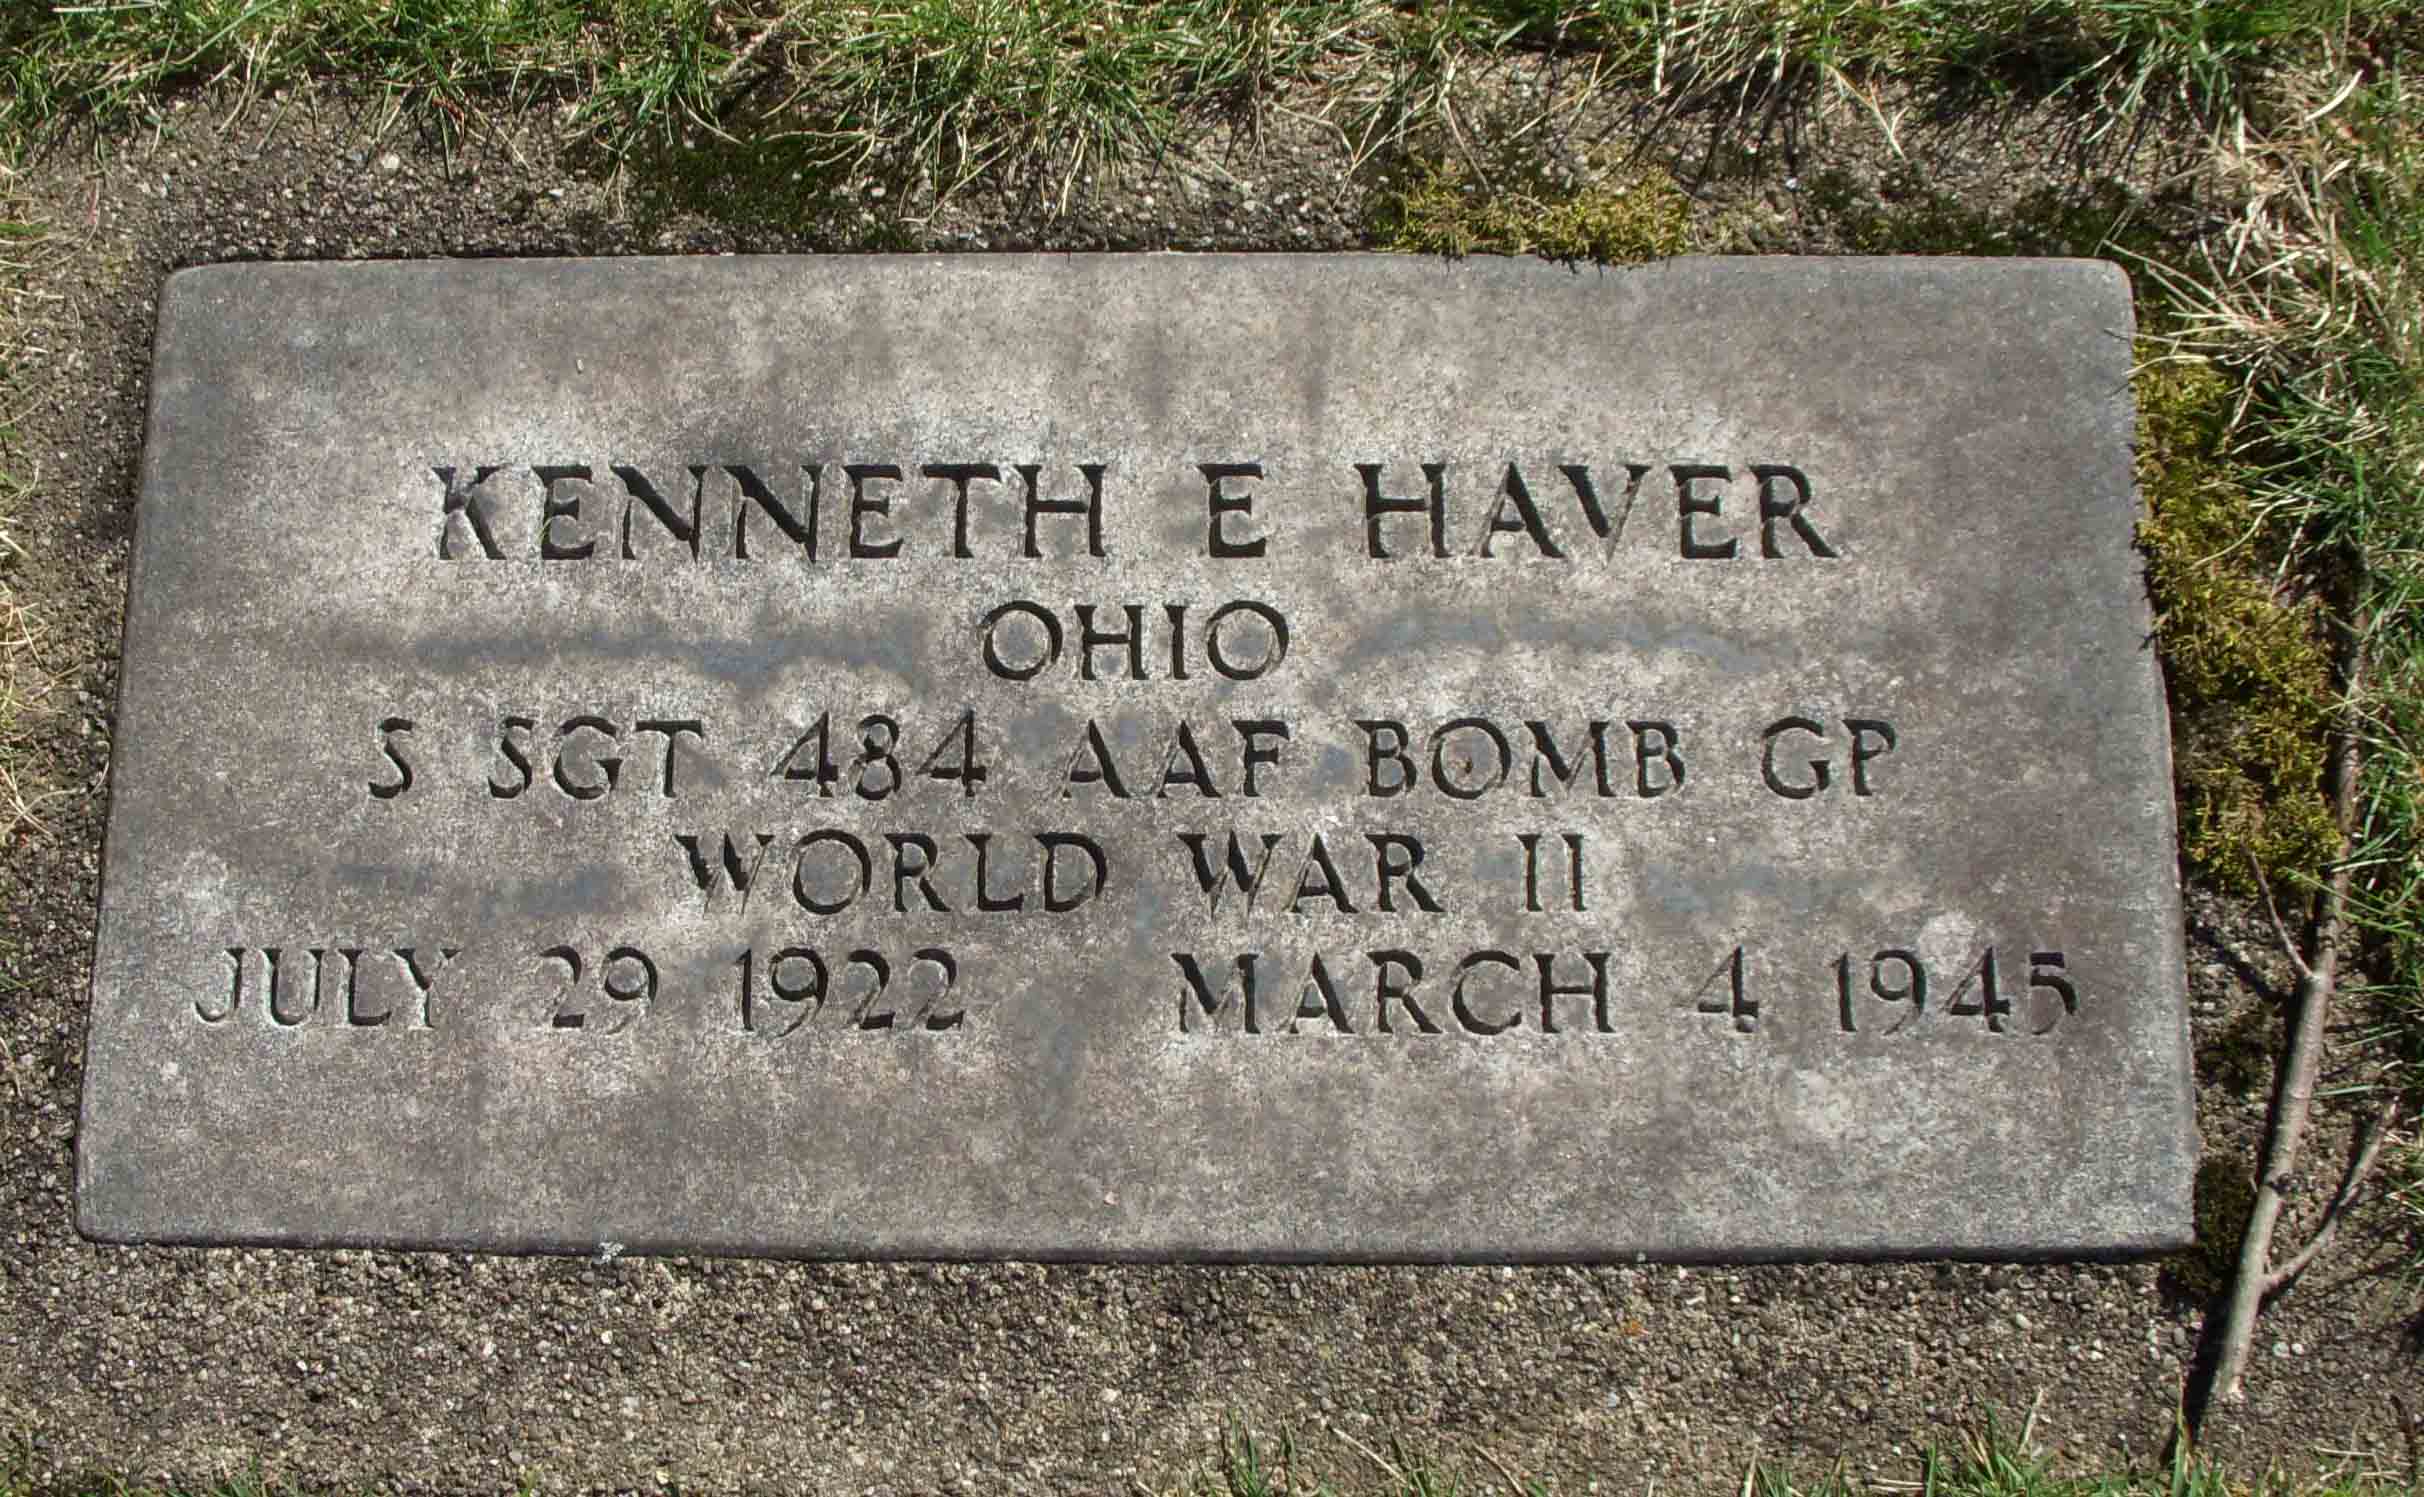 KENNETH E HAVER
OHIO
S SGT 484 AAF BOMB GP
WORLD WAR II
JULY 29 1922 MARCH 4 1945